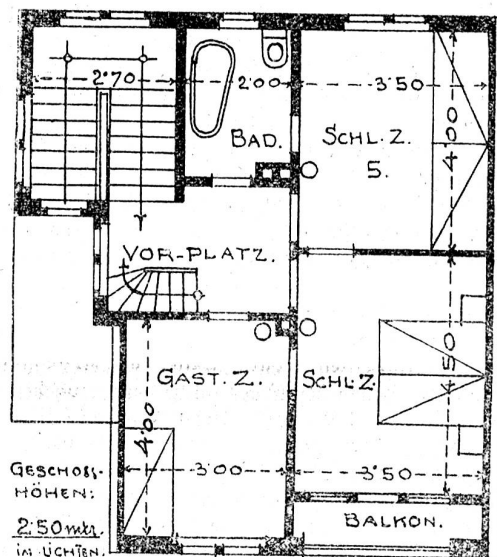 2·70
2·00
3·50
BAD.
SCHL. Z.
5.
4·00
VOR-PLATZ.
GAST. Z.
SCHL Z.
4·50
4·00
3·00
3·50
GESCHOSS-
HÖHEN:
2·50 mtr.
IM LICHTEN.
BALKON.